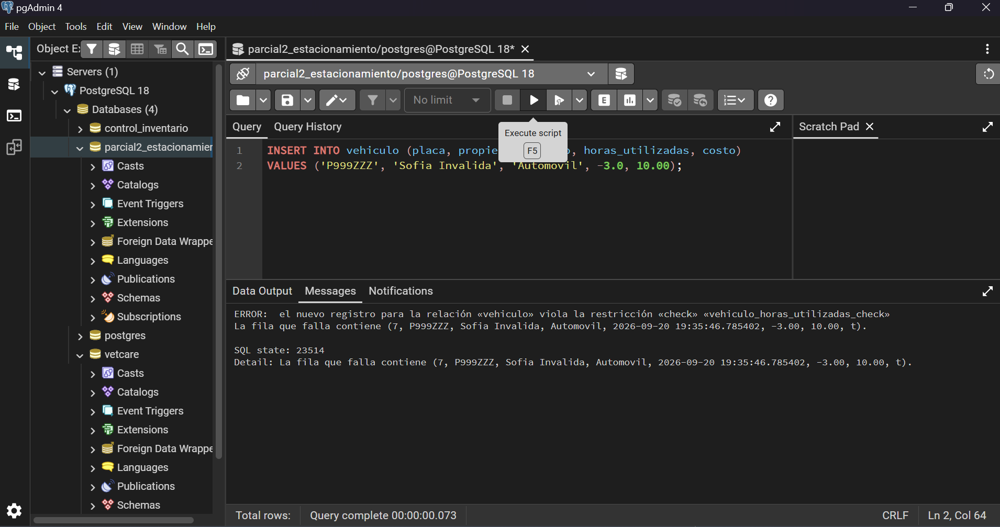 pgAdmin 4
File Object Tools Edit View Window Help
Object Ex
parcial2_estacionamiento/postgres@PostgreSQL 18*
Servers (1)
parcial2_estacionamiento/postgres@PostgreSQL 18
PostgreSQL 18
No limit
Databases (4)
Query Query History
Execute script
F5
Scratch Pad
control_inventario
parcial2_estacionamier
1 INSERT INTO vehiculo (placa, propie o, horas_utilizadas, costo)
2 VALUES ('P999ZZZ', 'Sofia Invalida', 'Automovil', -3.0, 10.00);
Casts
Catalogs
Event Triggers
Extensions
Foreign Data Wrappe
Languages
Publications
Schemas
Subscriptions
postgres
vetcare
Casts
Catalogs
Event Triggers
Extensions
Foreign Data Wrappe
Languages
Publications
Schemas
Data Output Messages Notifications
ERROR:  el nuevo registro para la relación «vehiculo» viola la restricción «check» «vehiculo_horas_utilizadas_check»
La fila que falla contiene (7, P999ZZZ, Sofia Invalida, Automovil, 2026-09-20 19:35:46.785402, -3.00, 10.00, t).
SQL state: 23514
Detail: La fila que falla contiene (7, P999ZZZ, Sofia Invalida, Automovil, 2026-09-20 19:35:46.785402, -3.00, 10.00, t).
Total rows: Query complete 00:00:00.073 CRLF Ln 2, Col 64